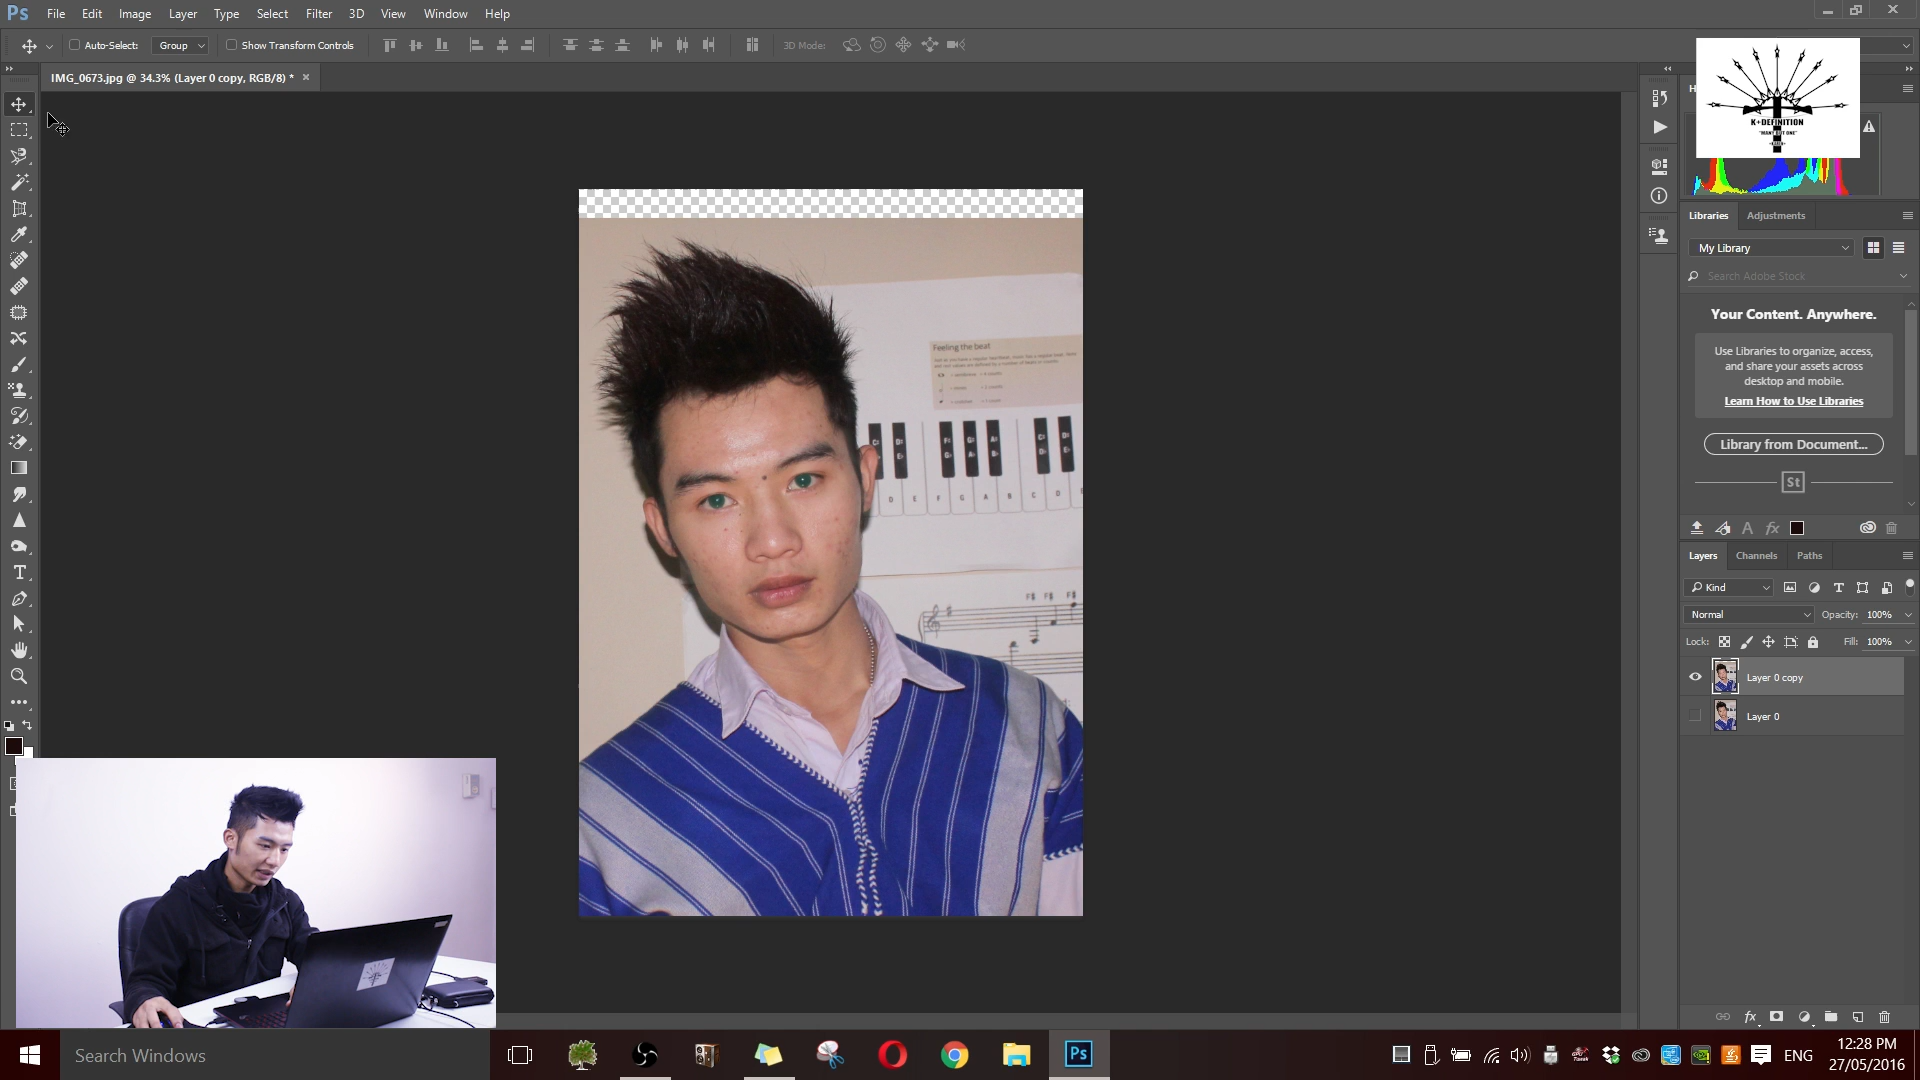 Ps File Edit Image Layer Type Select Filter 3D View Window Help
Auto-Select: Group Show Transform Controls 3D Mode:
IMG_0673.jpg @ 34.3% (Layer 0 copy, RGB/8) * ×
K+DEFINITION
Libraries Adjustments
My Library
Search Adobe Stock
Your Content. Anywhere.
Use Libraries to organize, access,
and share your assets across
desktop and mobile.
Learn How to Use Libraries
Library from Document...
St
Layers Channels Paths
Kind
Normal Opacity: 100%
Lock: Fill: 100%
Layer 0 copy
Layer 0
Feeling the beat
D E F G A B C D
Search Windows
Ps
ENG
12:28 PM
27/05/2016